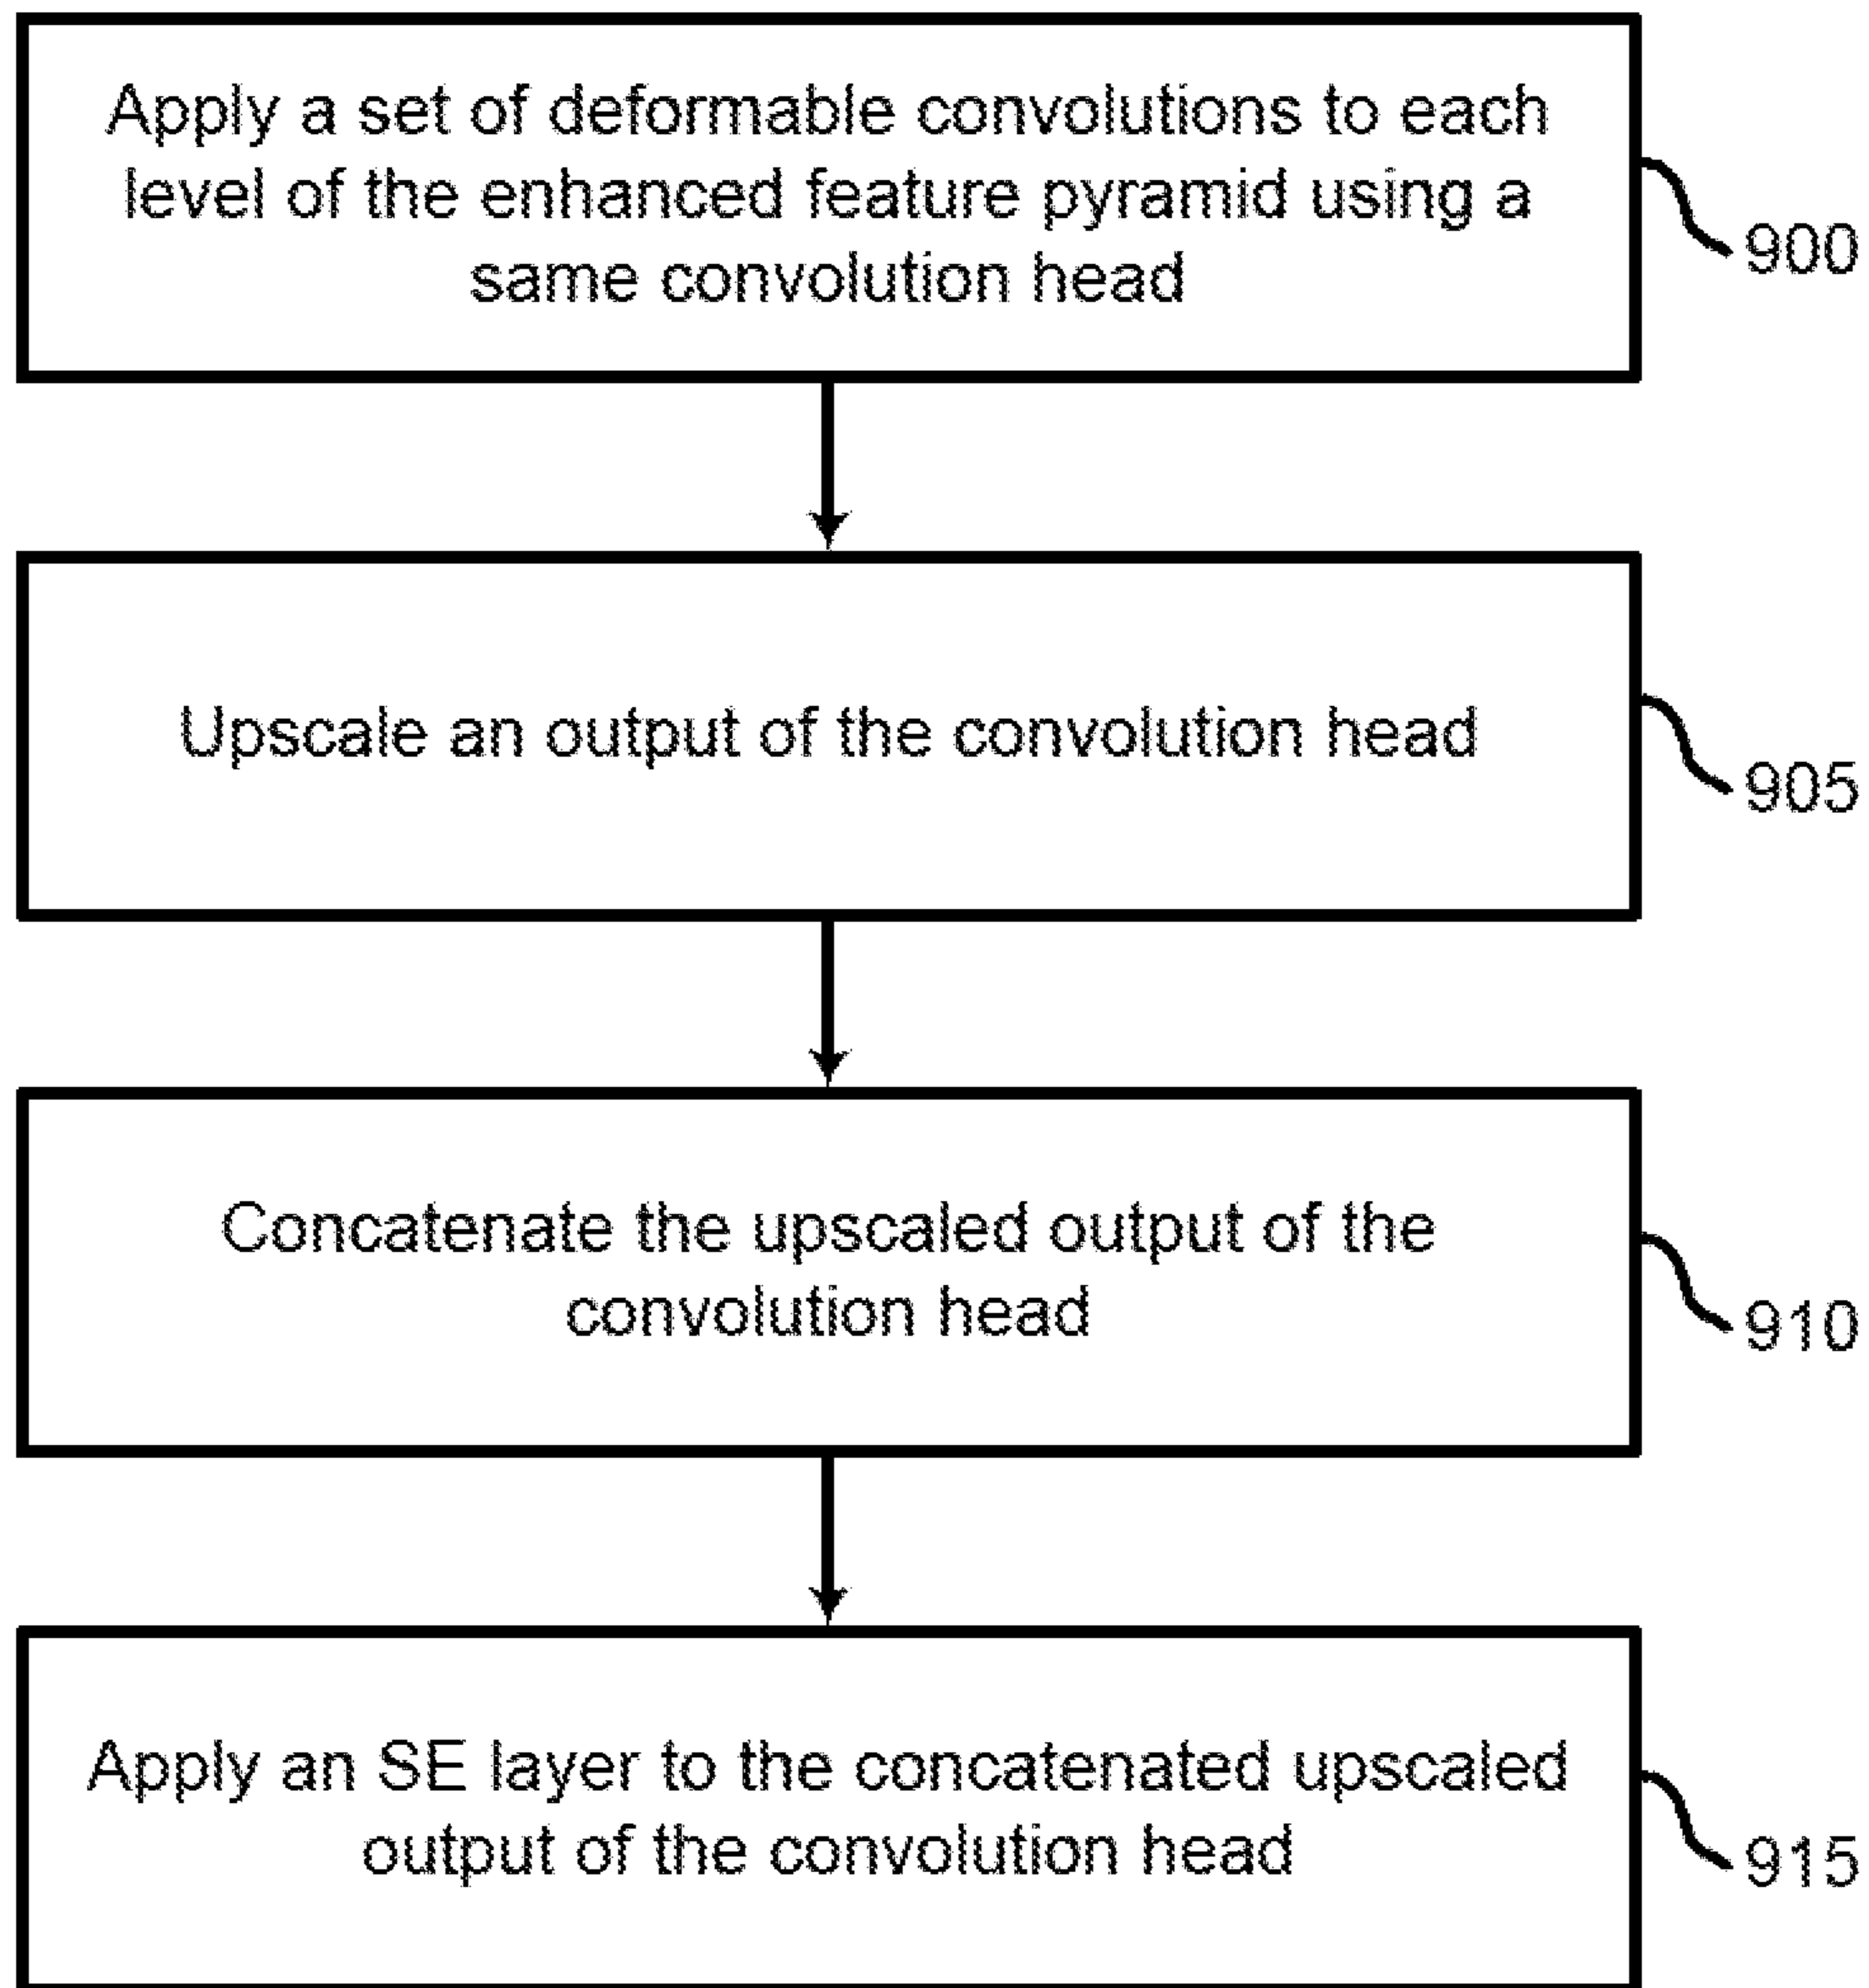 Apply a set of deformable convolutions to each
level of the enhanced feature pyramid using a
same convolution head
900
Upscale an output of the convolution head
905
Concatenate the upscaled output of the
convolution head
910
Apply an SE layer to the concatenated upscaled
output of the convolution head
915